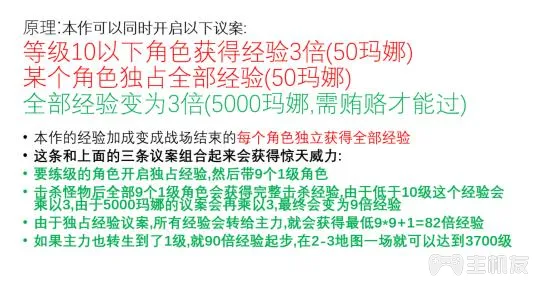 原理:本作可以同时开启以下议案:
等级10以下角色获得经验3倍(50玛娜)
某个角色独占全部经验(50玛娜)
全部经验变为3倍(5000玛娜,需贿赂才能过)
• 本作的经验加成变成战场结束的每个角色独立获得全部经验
• 这条和上面的三条议案组合起来会获得惊天威力:
• 要练级的角色开启独占经验,然后带9个1级角色
• 击杀怪物后全部9个1级角色会获得完整击杀经验,由于低于10级这个经验会
乘以3,由于5000玛娜的议会会再乘以3,最终会变为9倍经验
• 由于独占经验议案,所有经验会转给主力,就会获得最低9*9+1=82倍经验
• 如果主力也转生到了1级,就90倍经验起步,在2-3地图一场就可以达到3700级
主机友